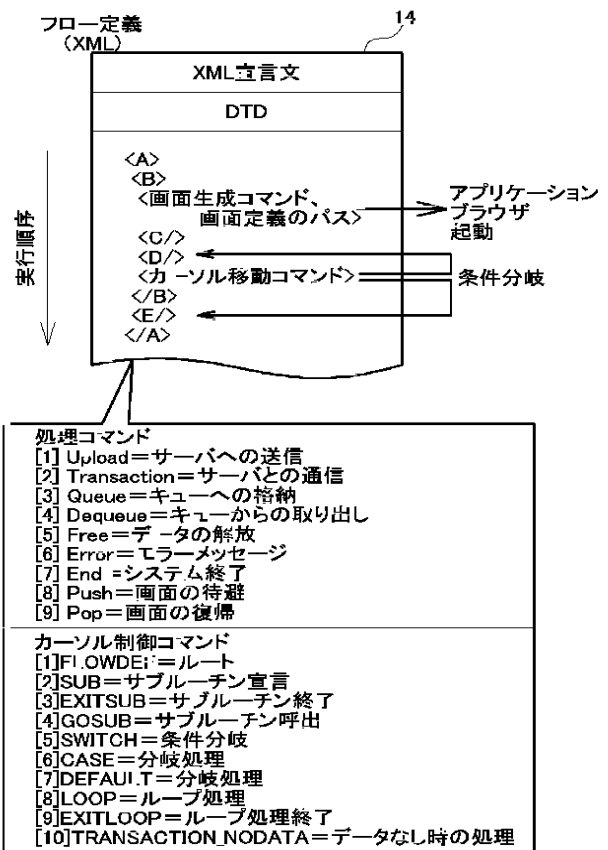 14
フロー定義
(XML)
XML宣言文
DTD
実行順序
<A>
<B>
<画面生成コマンド、
画面定義のパス>
アプリケーション
ブラウザ
起動
<C/>
<D/>
<カーソル移動コマンド>
条件分岐
</B>
<E/>
</A>
処理コマンド
[1] Upload=サーバへの送信
[2] Transaction=サーバとの通信
[3] Queue=キューへの格納
[4] Dequeue=キューからの取り出し
[5] Free=データの解放
[6] Error=エラーメッセージ
[7] End =システム終了
[8] Push=画面の待避
[9] Pop=画面の復帰
カーソル制御コマンド
[1]FLOWDEF=ルート
[2]SUB=サブルーチン宣言
[3]EXITSUB=サブルーチン終了
[4]GOSUB=サブルーチン呼出
[5]SWITCH=条件分岐
[6]CASE=分岐処理
[7]DEFAULT=分岐処理
[8]LOOP=ループ処理
[9]EXITLOOP=ループ処理終了
[10]TRANSACTION_NODATA=データなし時の処理